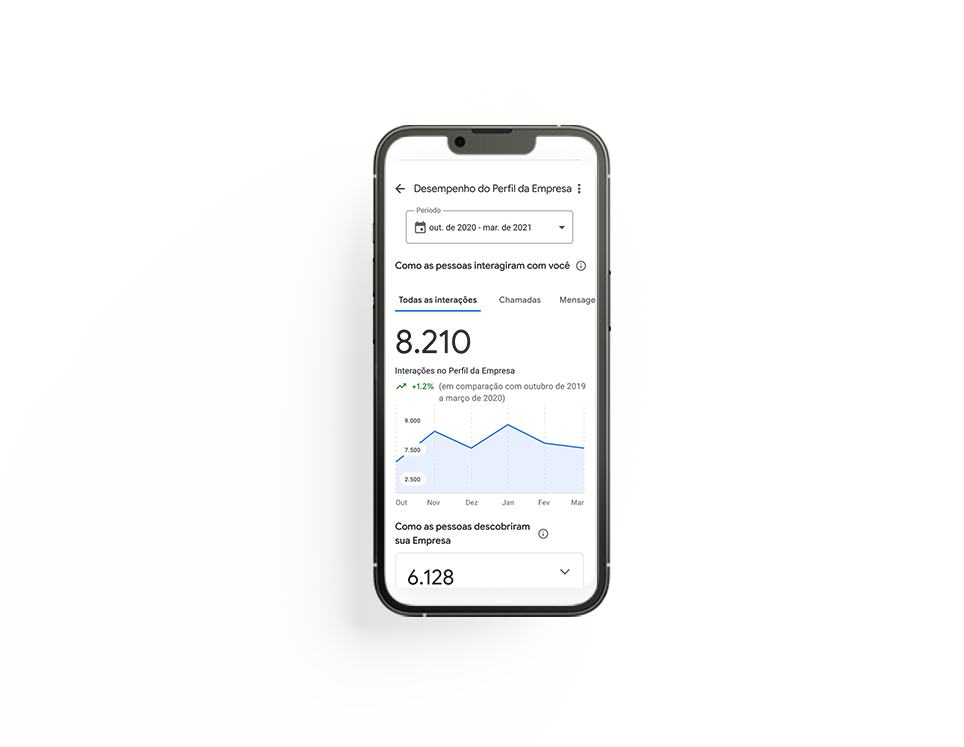 Desempenho do Perfil da Empresa
Período
out. de 2020 - mar. de 2021
Como as pessoas interagiram com você
Todas as interações Chamadas Mensage
8.210
Interações no Perfil da Empresa
+1.2% (em comparação com outubro de 2019
a março de 2020)
9.000
7.500
2.500
Out Nov Dez Jan Fev Mar
Como as pessoas descobriram
sua Empresa
6.128